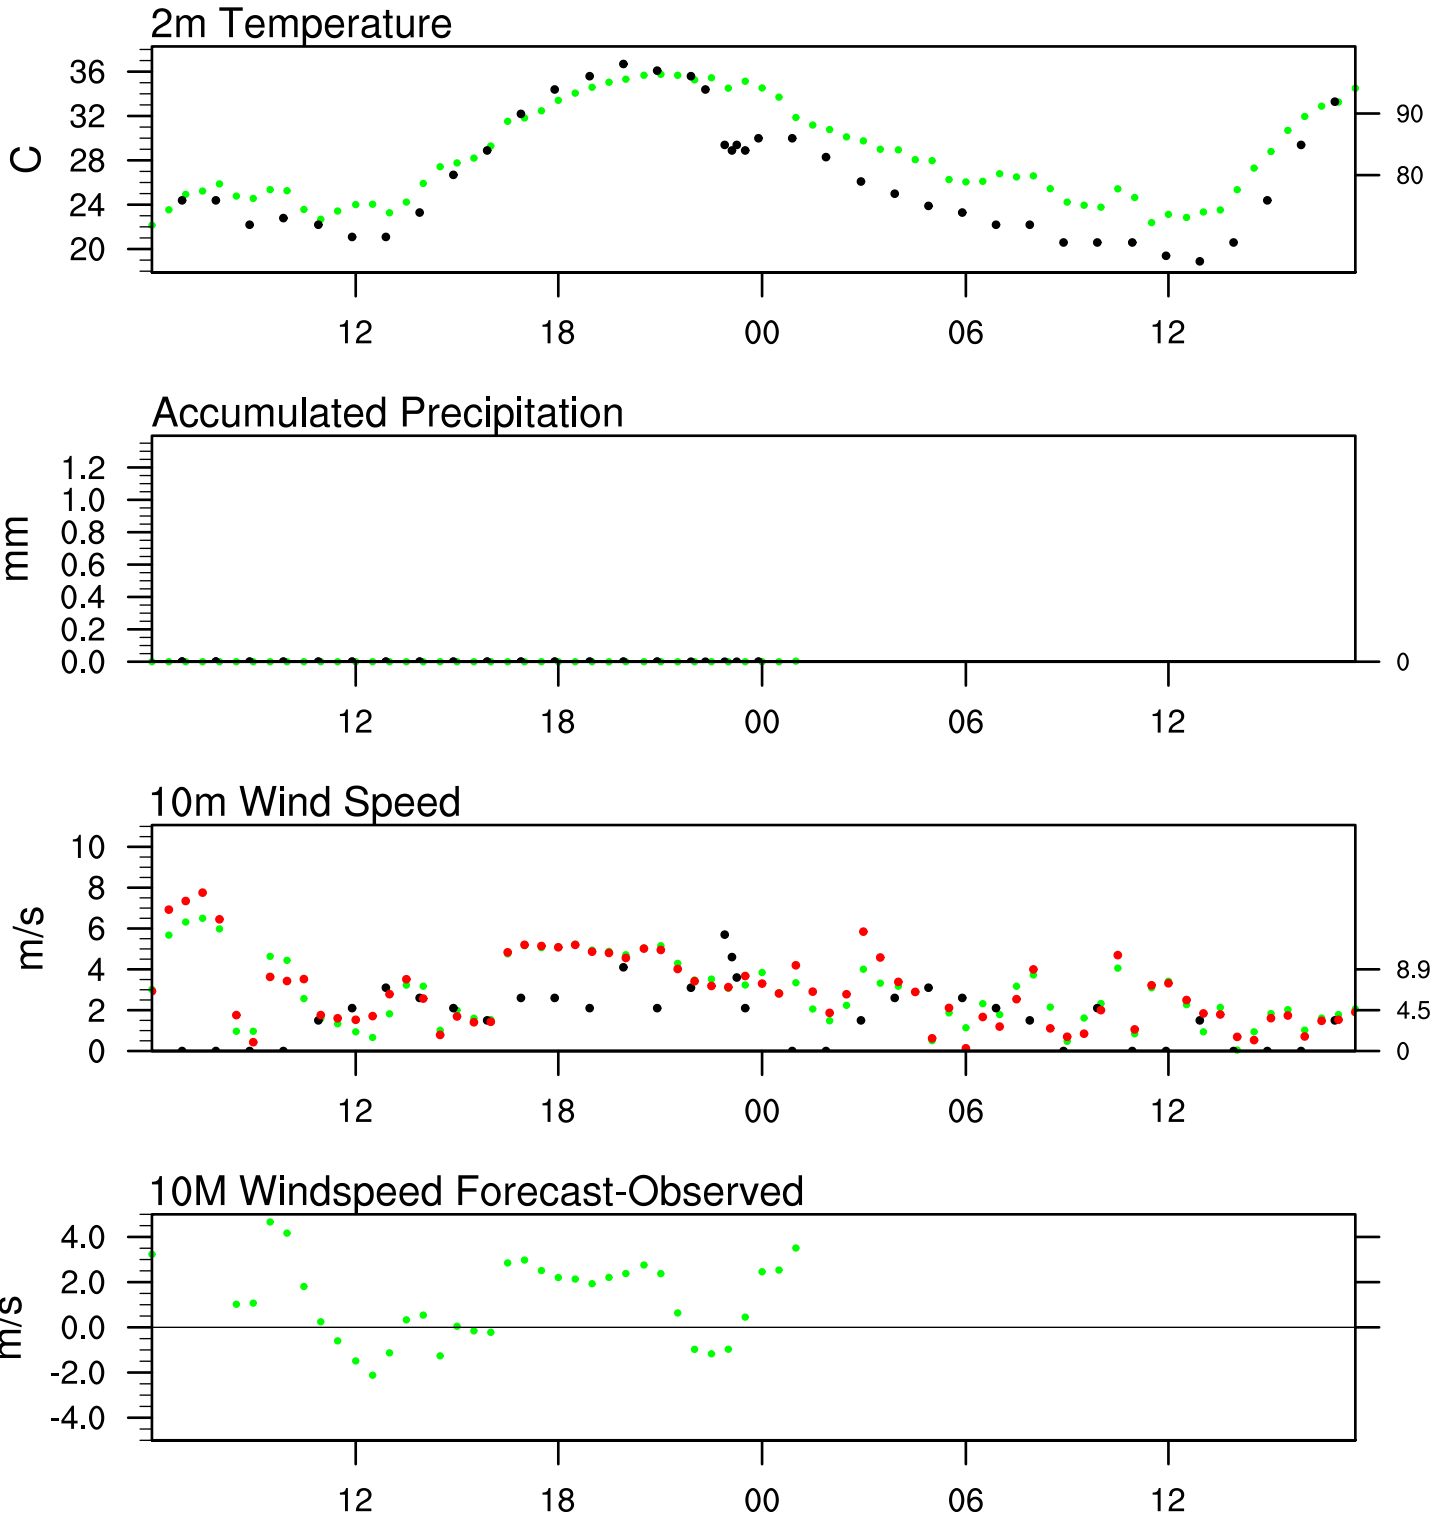 2m Temperature
36
32
28
24
20
C
90
80
12 18 00 06 12
Accumulated Precipitation
1.2
1.0
0.8
0.6
0.4
0.2
0.0
mm
0
12 18 00 06 12
10m Wind Speed
10
8
6
4
2
0
m/s
8.9
4.5
0
12 18 00 06 12
10M Windspeed Forecast-Observed
4.0
2.0
0.0
-2.0
-4.0
m/s
12 18 00 06 12